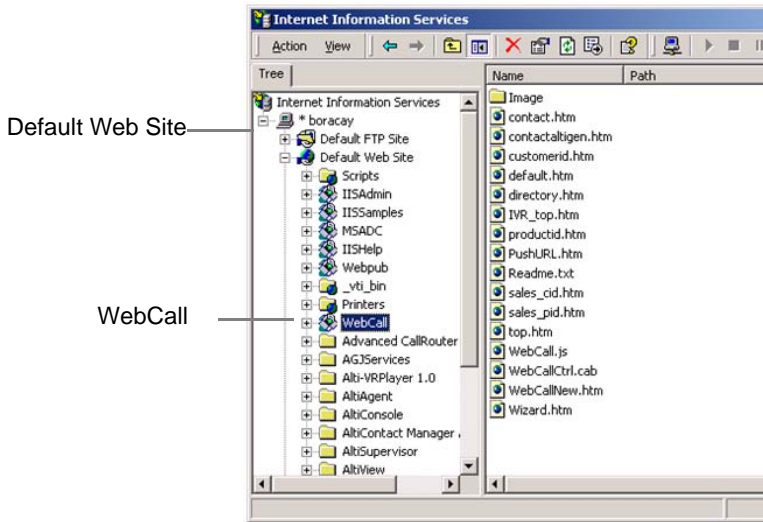 Internet Information Services
Action View
Tree
Name Path
Default Web Site
WebCall
Internet Information Services
* boracay
Default FTP Site
Default Web Site
Scripts
IISAdmin
IISSamples
MSADC
IISHelp
Webpub
_vti_bin
Printers
WebCall
Advanced CallRouter
AGJServices
Alti-VRPlayer 1.0
AltiAgent
AltiConsole
AltiContact Manager
AltiSupervisor
AltiView
Image
contact.htm
contactaltigen.htm
customerid.htm
default.htm
directory.htm
IVR_top.htm
productid.htm
PushURL.htm
Readme.txt
sales_cid.htm
sales_pid.htm
top.htm
WebCall.js
WebCallCtrl.cab
WebCallNew.htm
Wizard.htm